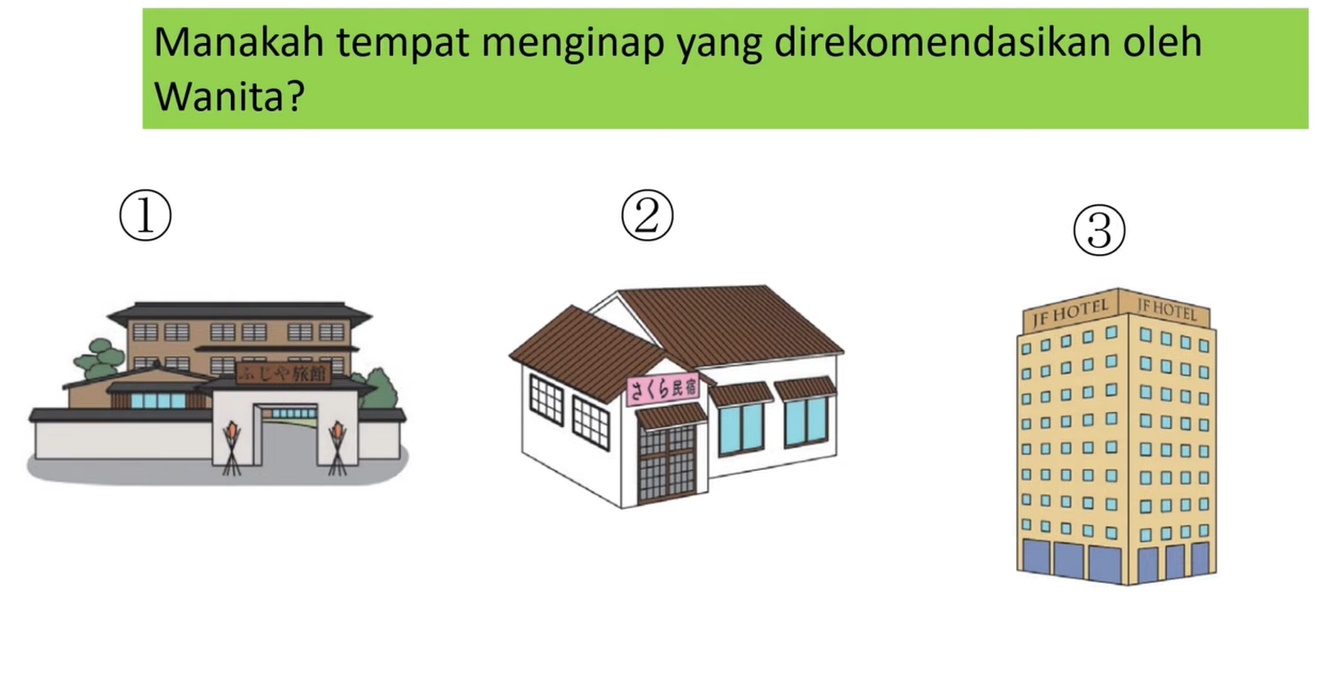 Manakah tempat menginap yang direkomendasikan oleh
Wanita?
①
②
③
ふじや旅館
さくら民宿
JF HOTEL
JF HOTEL